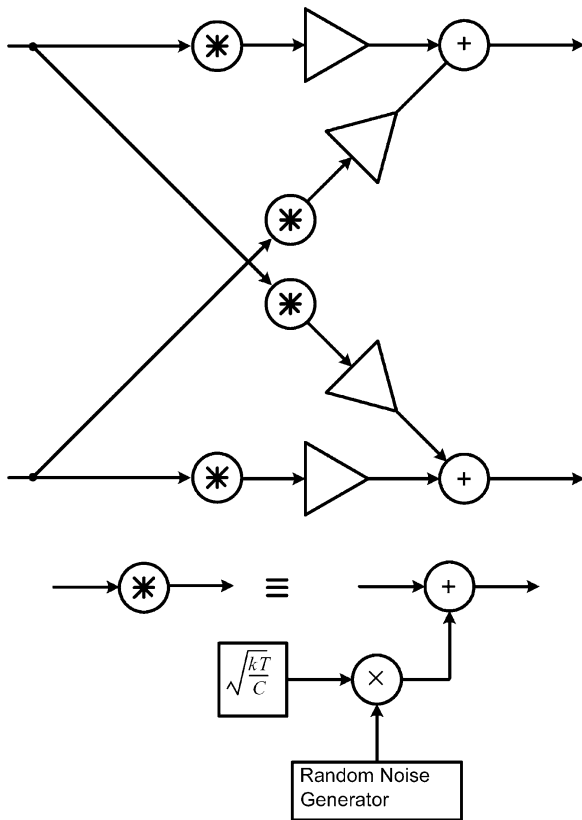 +
+
≡
+
√kT/C
×
Random Noise
Generator